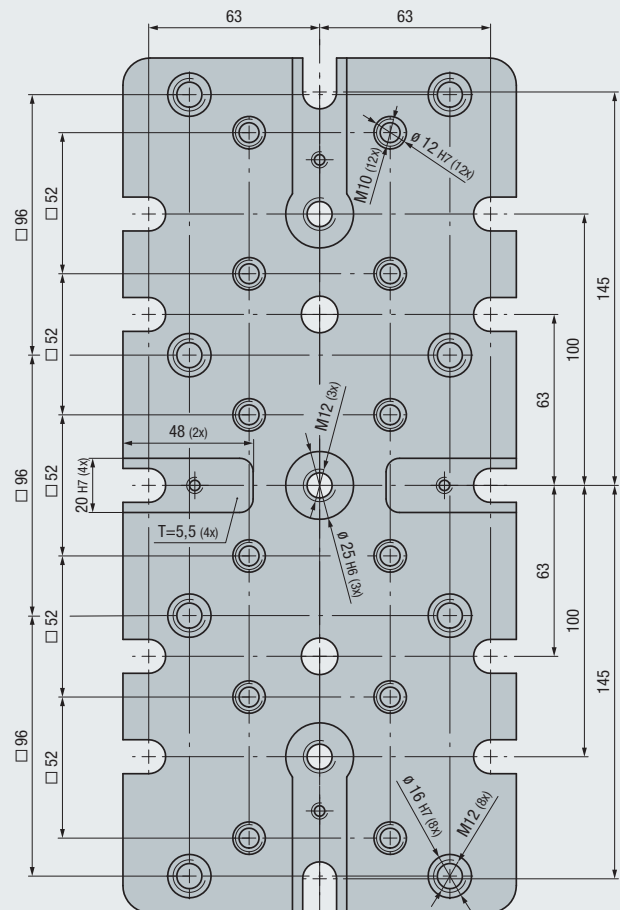 63
63
M10 (12x)
ø 12 H7 (12x)
□ 96
□ 52
□ 52
□ 52
□ 52
□ 52
□ 96
□ 96
145
100
63
M12 (3x)
48 (2x)
20 H7 (4x)
T=5,5 (4x)
ø 25 H6 (3x)
63
100
145
ø 16 H7 (8x)
M12 (8x)